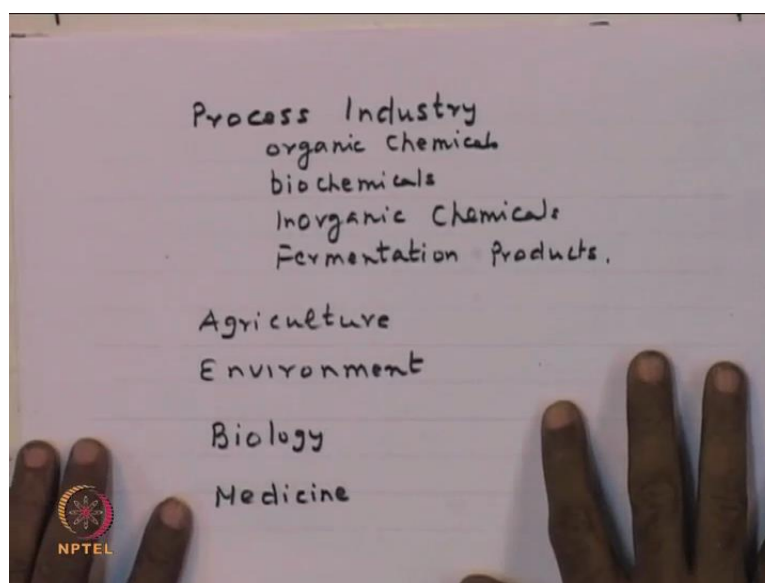 Process Industry
organic Chemicals
biochemicals
Inorganic Chemicals
Fermentation Products.
Agriculture
Environment
Biology
Medicine
NPTEL